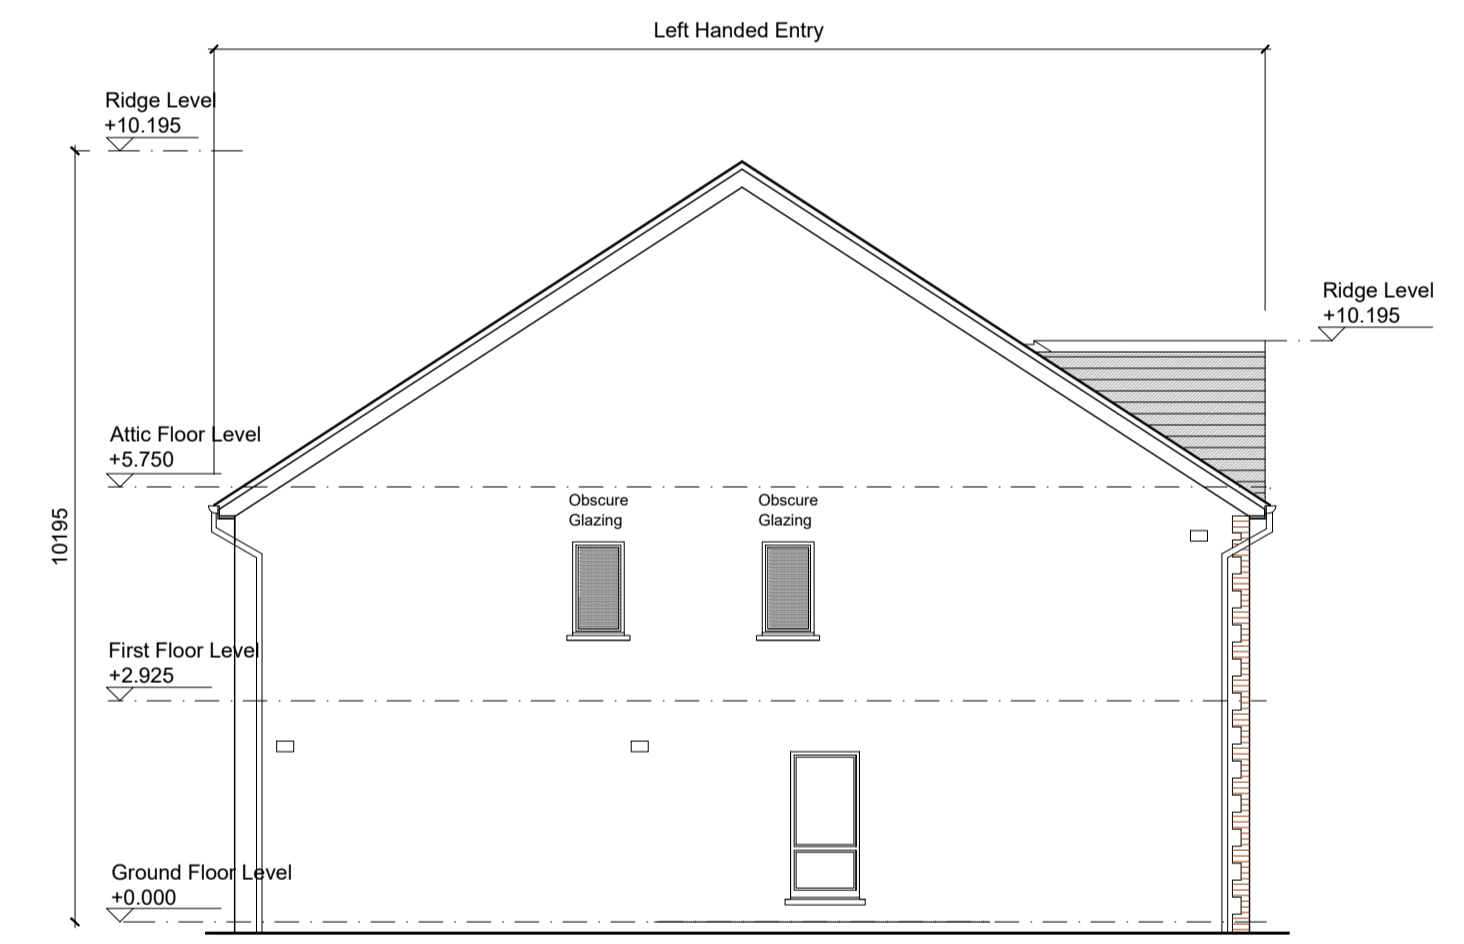 Left Handed Entry
Ridge Level
+10.195
Ridge Level
+10.195
Attic Floor Level
+5.750
Obscure
Glazing
Obscure
Glazing
10195
First Floor Level
+2.925
Ground Floor Level
+0.000